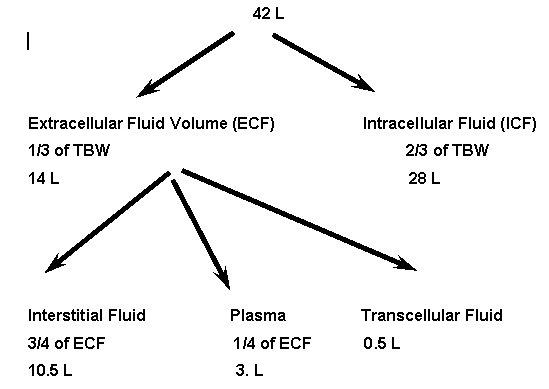 42 L
Extracellular Fluid Volume (ECF) Intracellular Fluid (ICF)
1/3 of TBW 2/3 of TBW
14 L 28 L
Interstitial Fluid Plasma Transcellular Fluid
3/4 of ECF 1/4 of ECF 0.5 L
10.5 L 3. L